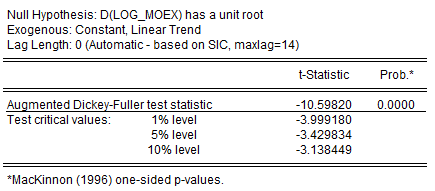 Null Hypothesis: D(LOG_MOEX) has a unit root
Exogenous: Constant, Linear Trend
Lag Length: 0 (Automatic - based on SIC, maxlag=14)
t-Statistic Prob.*
Augmented Dickey-Fuller test statistic -10.59820 0.0000
Test critical values: 1% level -3.999180
5% level -3.429834
10% level -3.138449
*MacKinnon (1996) one-sided p-values.